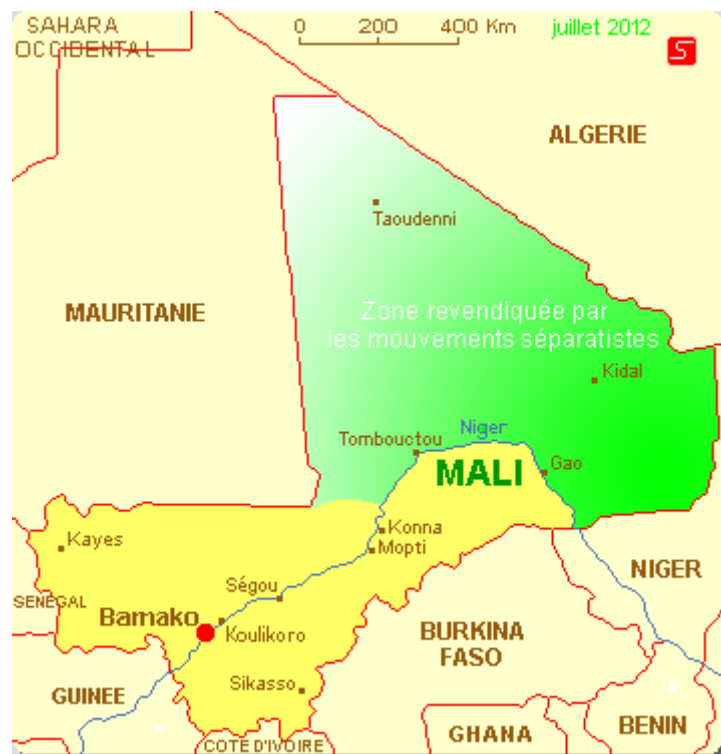 SAHARA
OCCIDENTAL
0 200 400 Km
juillet 2012
S
ALGERIE
Taoudenni
MAURITANIE
Zone revendiquée par
les mouvements séparatistes
Kidal
Niger
Tombouctou
MALI
Gao
Konna
Kayes
Mopti
NIGER
Ségou
SENEGAL
Bamako
Koulikoro
BURKINA
FASO
Sikasso
GUINEE
GHANA
BENIN
COTE D'IVOIRE